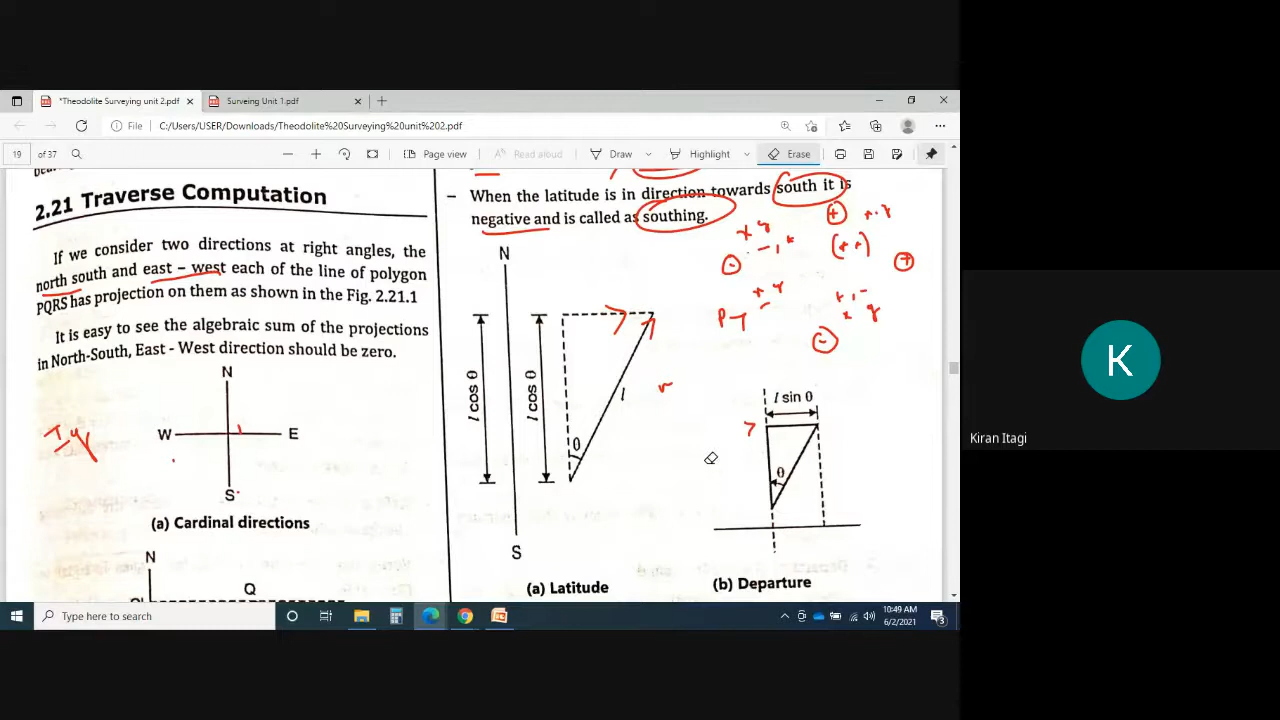 *Theodolite Surveying unit 2.pdf
Surveing Unit 1.pdf
File
C:/Users/USER/Downloads/Theodolite%20Surveying%20unit%202.pdf
19 of 37
Page view
Read aloud
Draw
Highlight
Erase
2.21 Traverse Computation
If we consider two directions at right angles, the
north south and east – west each of the line of polygon
PQRS has projection on them as shown in the Fig. 2.21.1
It is easy to see the algebraic sum of the projections
in North-South, East - West direction should be zero.
N
W
E
S
(a) Cardinal directions
N
Q
– When the latitude is in direction towards south it is
negative and is called as southing.
N
l cos θ
l cos θ
θ
l
S
(a) Latitude
l sin θ
θ
(b) Departure
Type here to search
10:49 AM
6/2/2021
3
K
Kiran Itagi